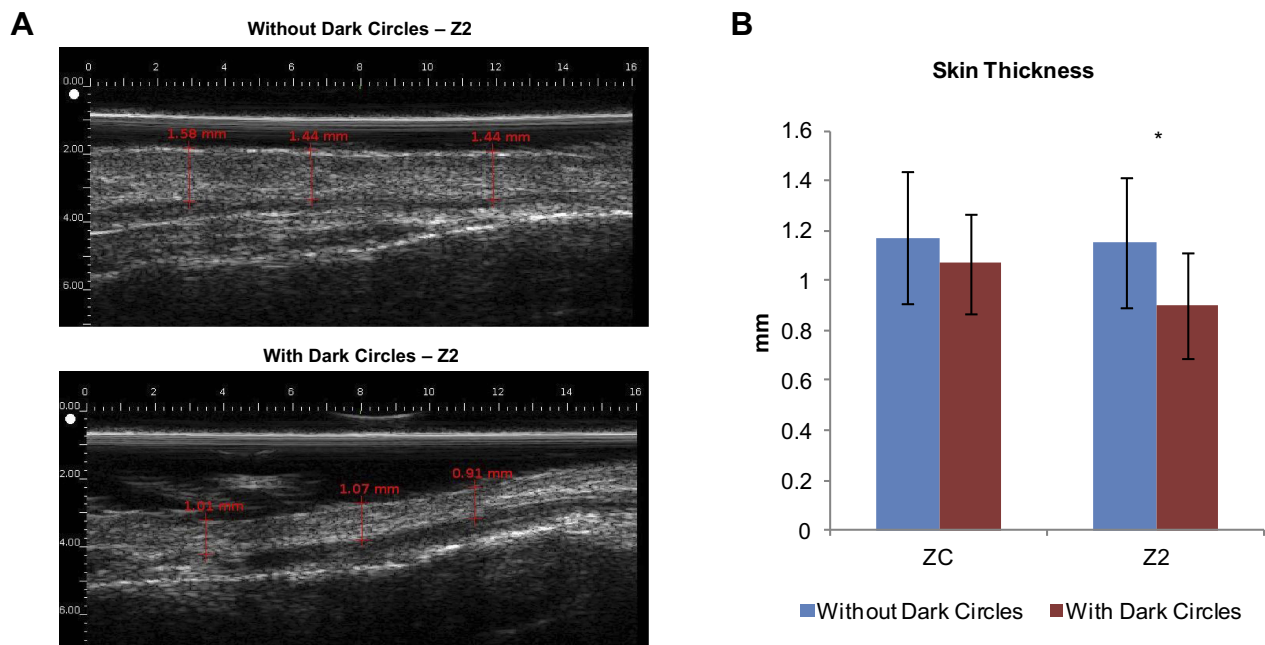 A
Without Dark Circles – Z2
0 2 4 6 8 10 12 14 16
0.00
1.58 mm 1.44 mm 1.44 mm
2.00
4.00
6.00
With Dark Circles – Z2
0 2 4 6 8 10 12 14 16
0.00
2.00
1.01 mm 1.07 mm 0.91 mm
4.00
6.00
B
Skin Thickness
1.6
*
1.4
1.2
1
0.8
0.6
0.4
0.2
0
mm
ZC Z2
Without Dark Circles With Dark Circles